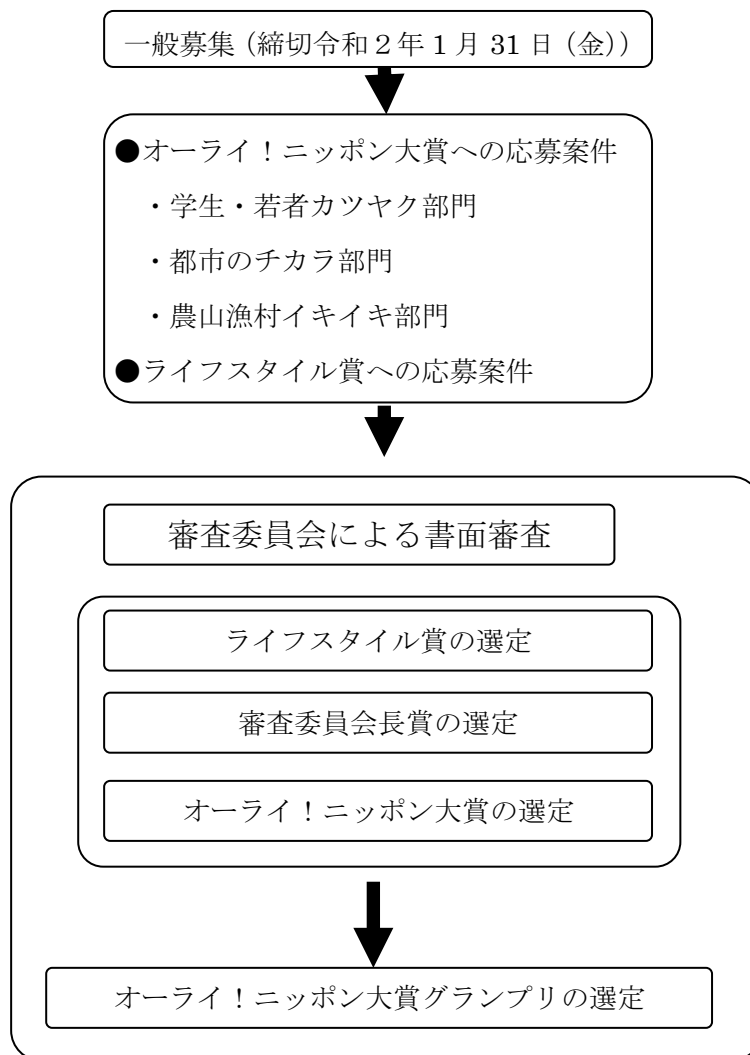 一般募集（締切令和２年 1 月 31 日（金））
●オーライ！ニッポン大賞への応募案件
・学生・若者カツヤク部門
・都市のチカラ部門
・農山漁村イキイキ部門
●ライフスタイル賞への応募案件
審査委員会による書面審査
ライフスタイル賞の選定
審査委員会長賞の選定
オーライ！ニッポン大賞の選定
オーライ！ニッポン大賞グランプリの選定